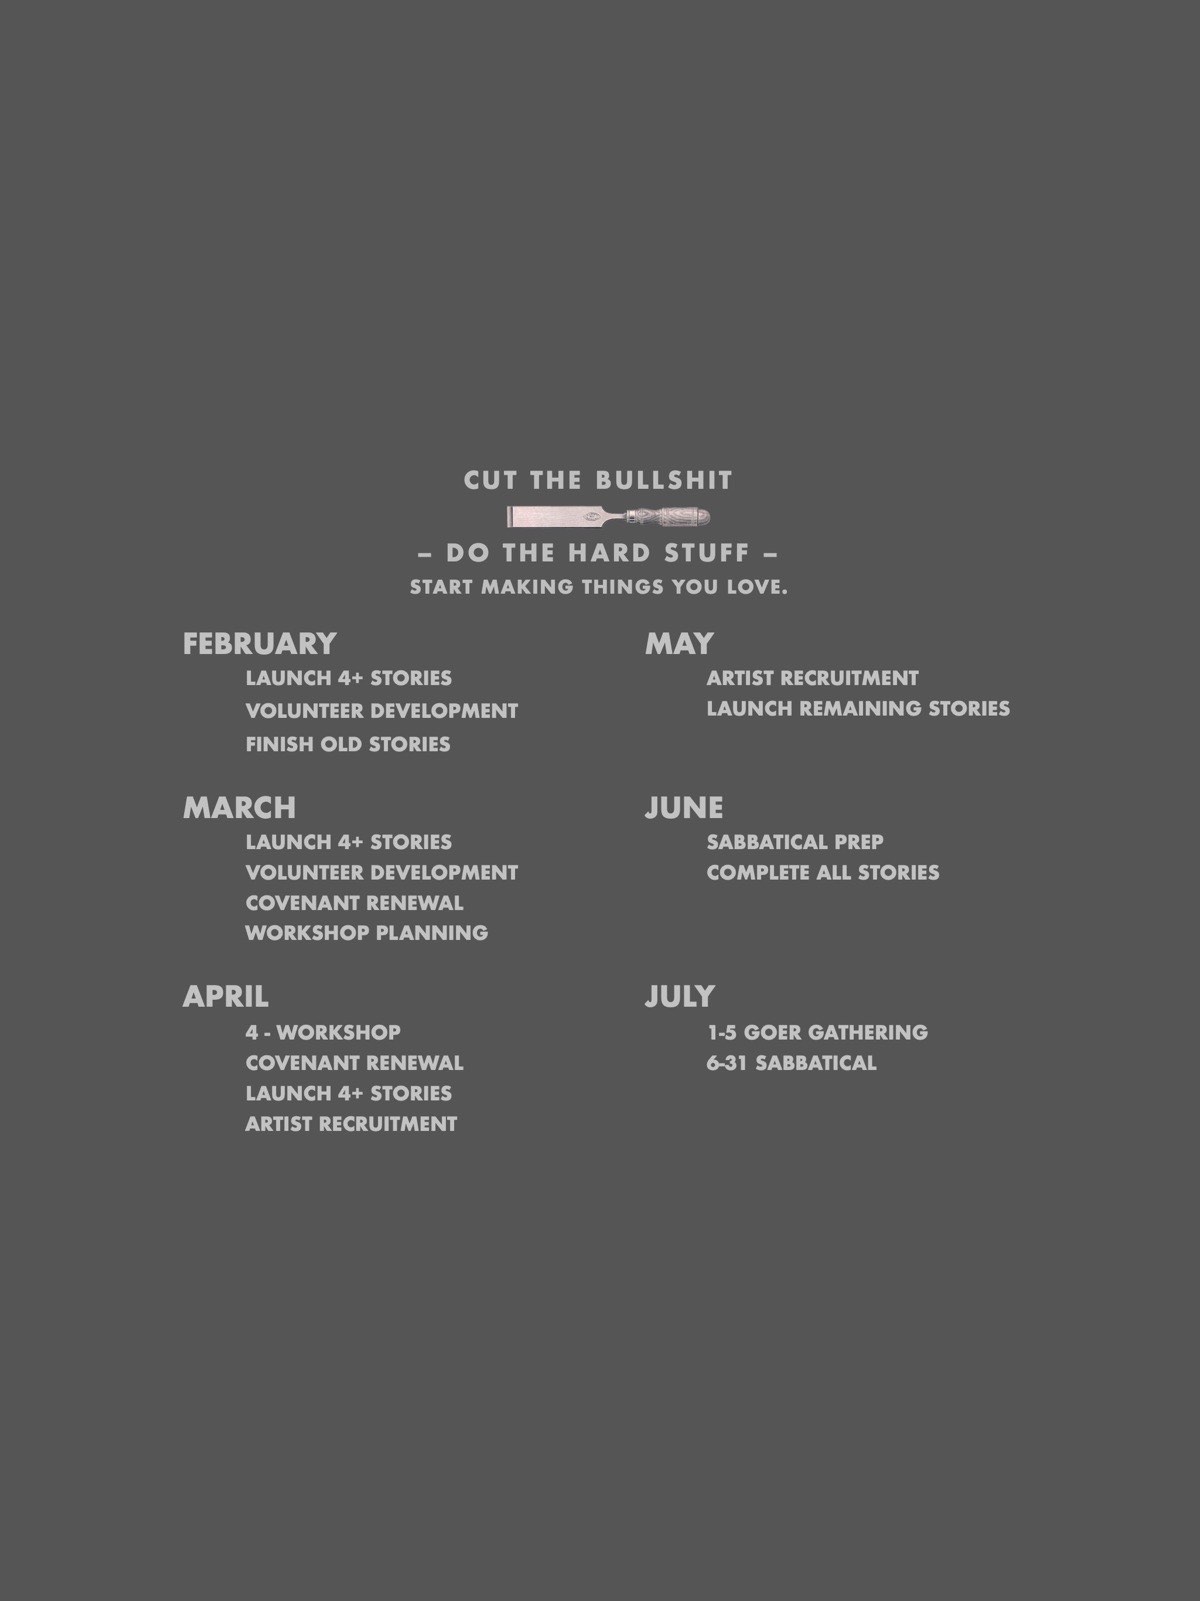 CUT THE BULLSHIT
– DO THE HARD STUFF –
START MAKING THINGS YOU LOVE.
FEBRUARY
LAUNCH 4+ STORIES
VOLUNTEER DEVELOPMENT
FINISH OLD STORIES
MARCH
LAUNCH 4+ STORIES
VOLUNTEER DEVELOPMENT
COVENANT RENEWAL
WORKSHOP PLANNING
APRIL
4 - WORKSHOP
COVENANT RENEWAL
LAUNCH 4+ STORIES
ARTIST RECRUITMENT
MAY
ARTIST RECRUITMENT
LAUNCH REMAINING STORIES
JUNE
SABBATICAL PREP
COMPLETE ALL STORIES
JULY
1-5 GOER GATHERING
6-31 SABBATICAL